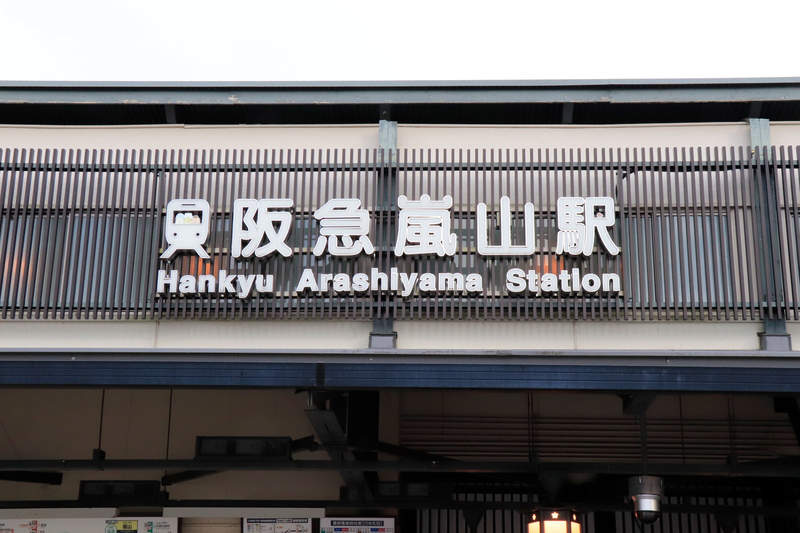 阪急嵐山駅
Hankyu Arashiyama Station